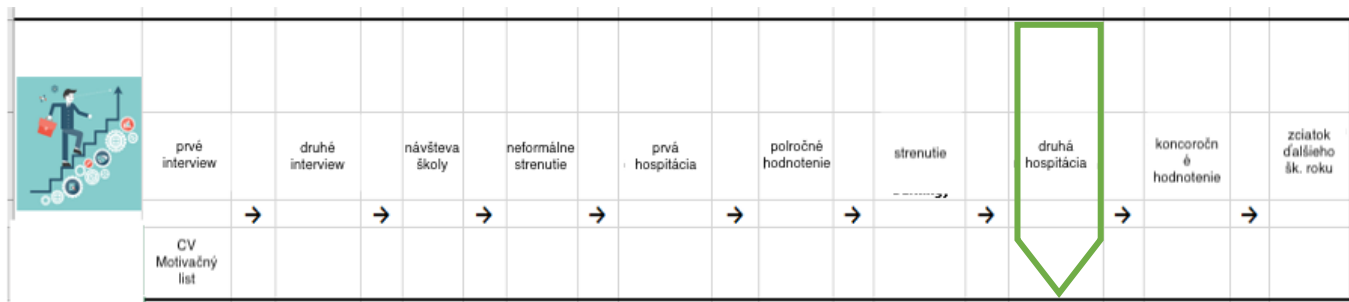 prvé
interview
druhé
interview
návšteva
školy
neformálne
strenutie
prvá
hospitácia
polročné
hodnotenie
strenutie
druhá
hospitácia
koncoročn
é
hodnotenie
zciatok
ďalšieho
šk. roku
→ → → → → → → → →
CV
Motivačný
list